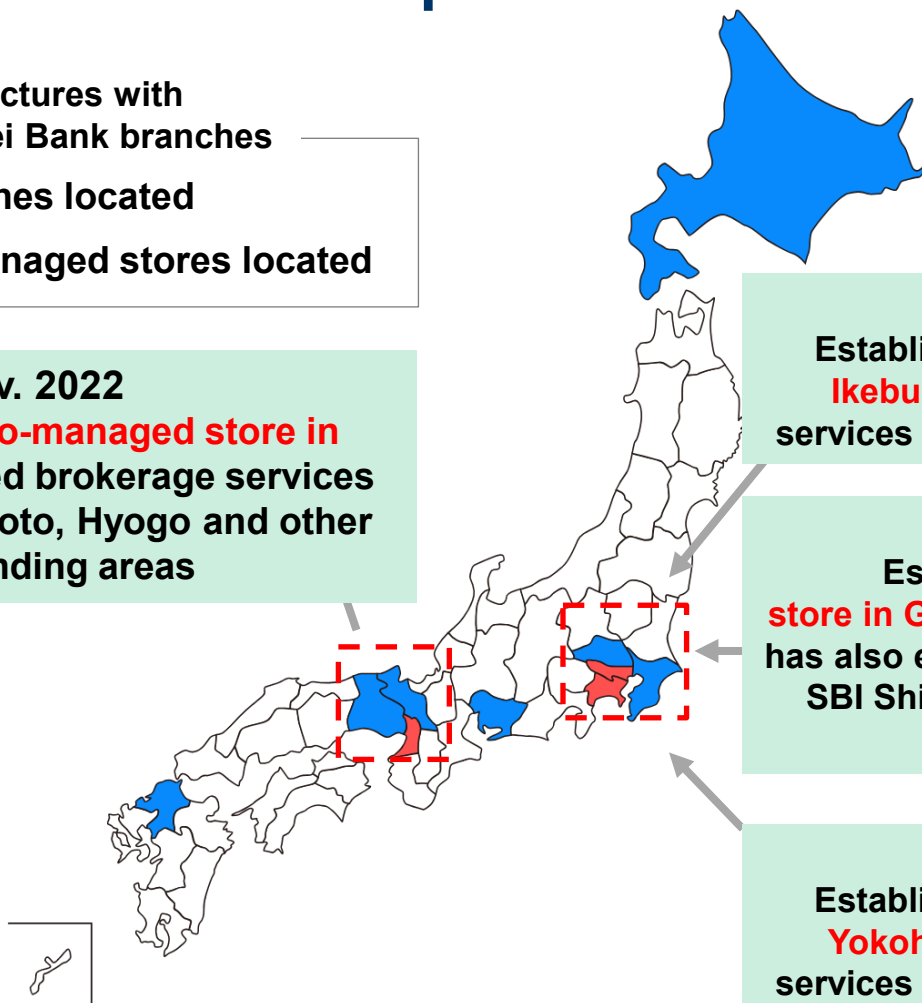 ctures with
ei Bank branches
nes located
naged stores located
v. 2022
o-managed store in
ed brokerage services
oto, Hyogo and other
nding areas
Establi
Ikebu
services
Es
store in G
has also e
SBI Shi
Establi
Yokoh
services